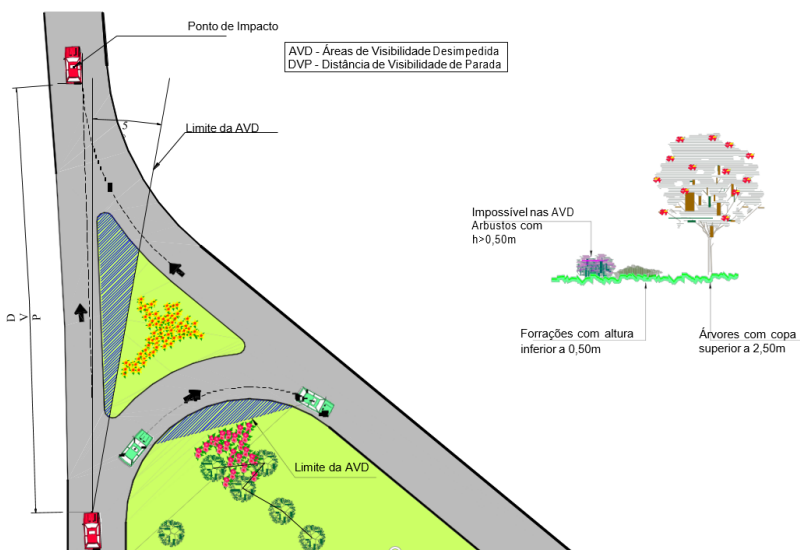 Ponto de Impacto
AVD - Áreas de Visibilidade Desimpedida
DVP - Distância de Visibilidade de Parada
5
Limite da AVD
Impossível nas AVD
Arbustos com
h>0,50m
D
V
P
Forrações com altura
inferior a 0,50m
Árvores com copa
superior a 2,50m
Limite da AVD